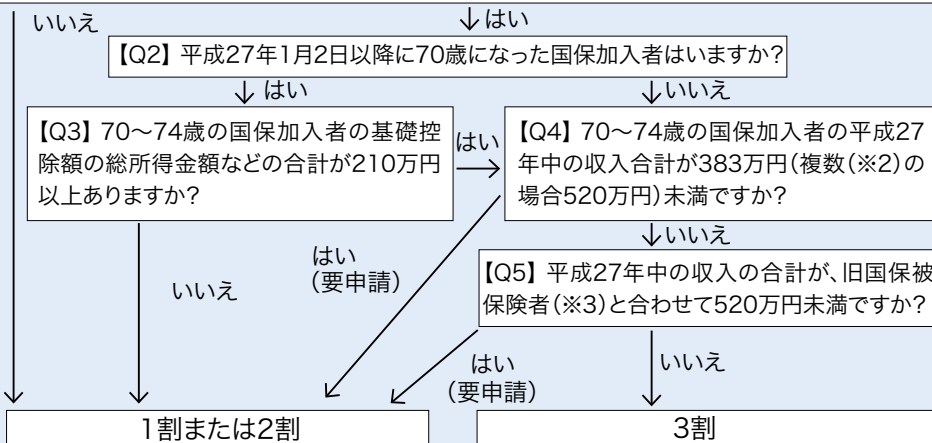 いいえ
はい
【Q2】 平成27年1月2日以降に70歳になった国保加入者はいますか?
はい
いいえ
【Q3】 70〜74歳の国保加入者の基礎控
除額の総所得金額などの合計が210万円
以上ありますか?
はい
【Q4】 70〜74歳の国保加入者の平成27
年中の収入合計が383万円(複数(※2)の
場合520万円)未満ですか?
いいえ
はい
(要申請)
いいえ
【Q5】 平成27年中の収入の合計が、旧国保被
保険者(※3)と合わせて520万円未満ですか?
はい
(要申請)
いいえ
1割または2割
3割